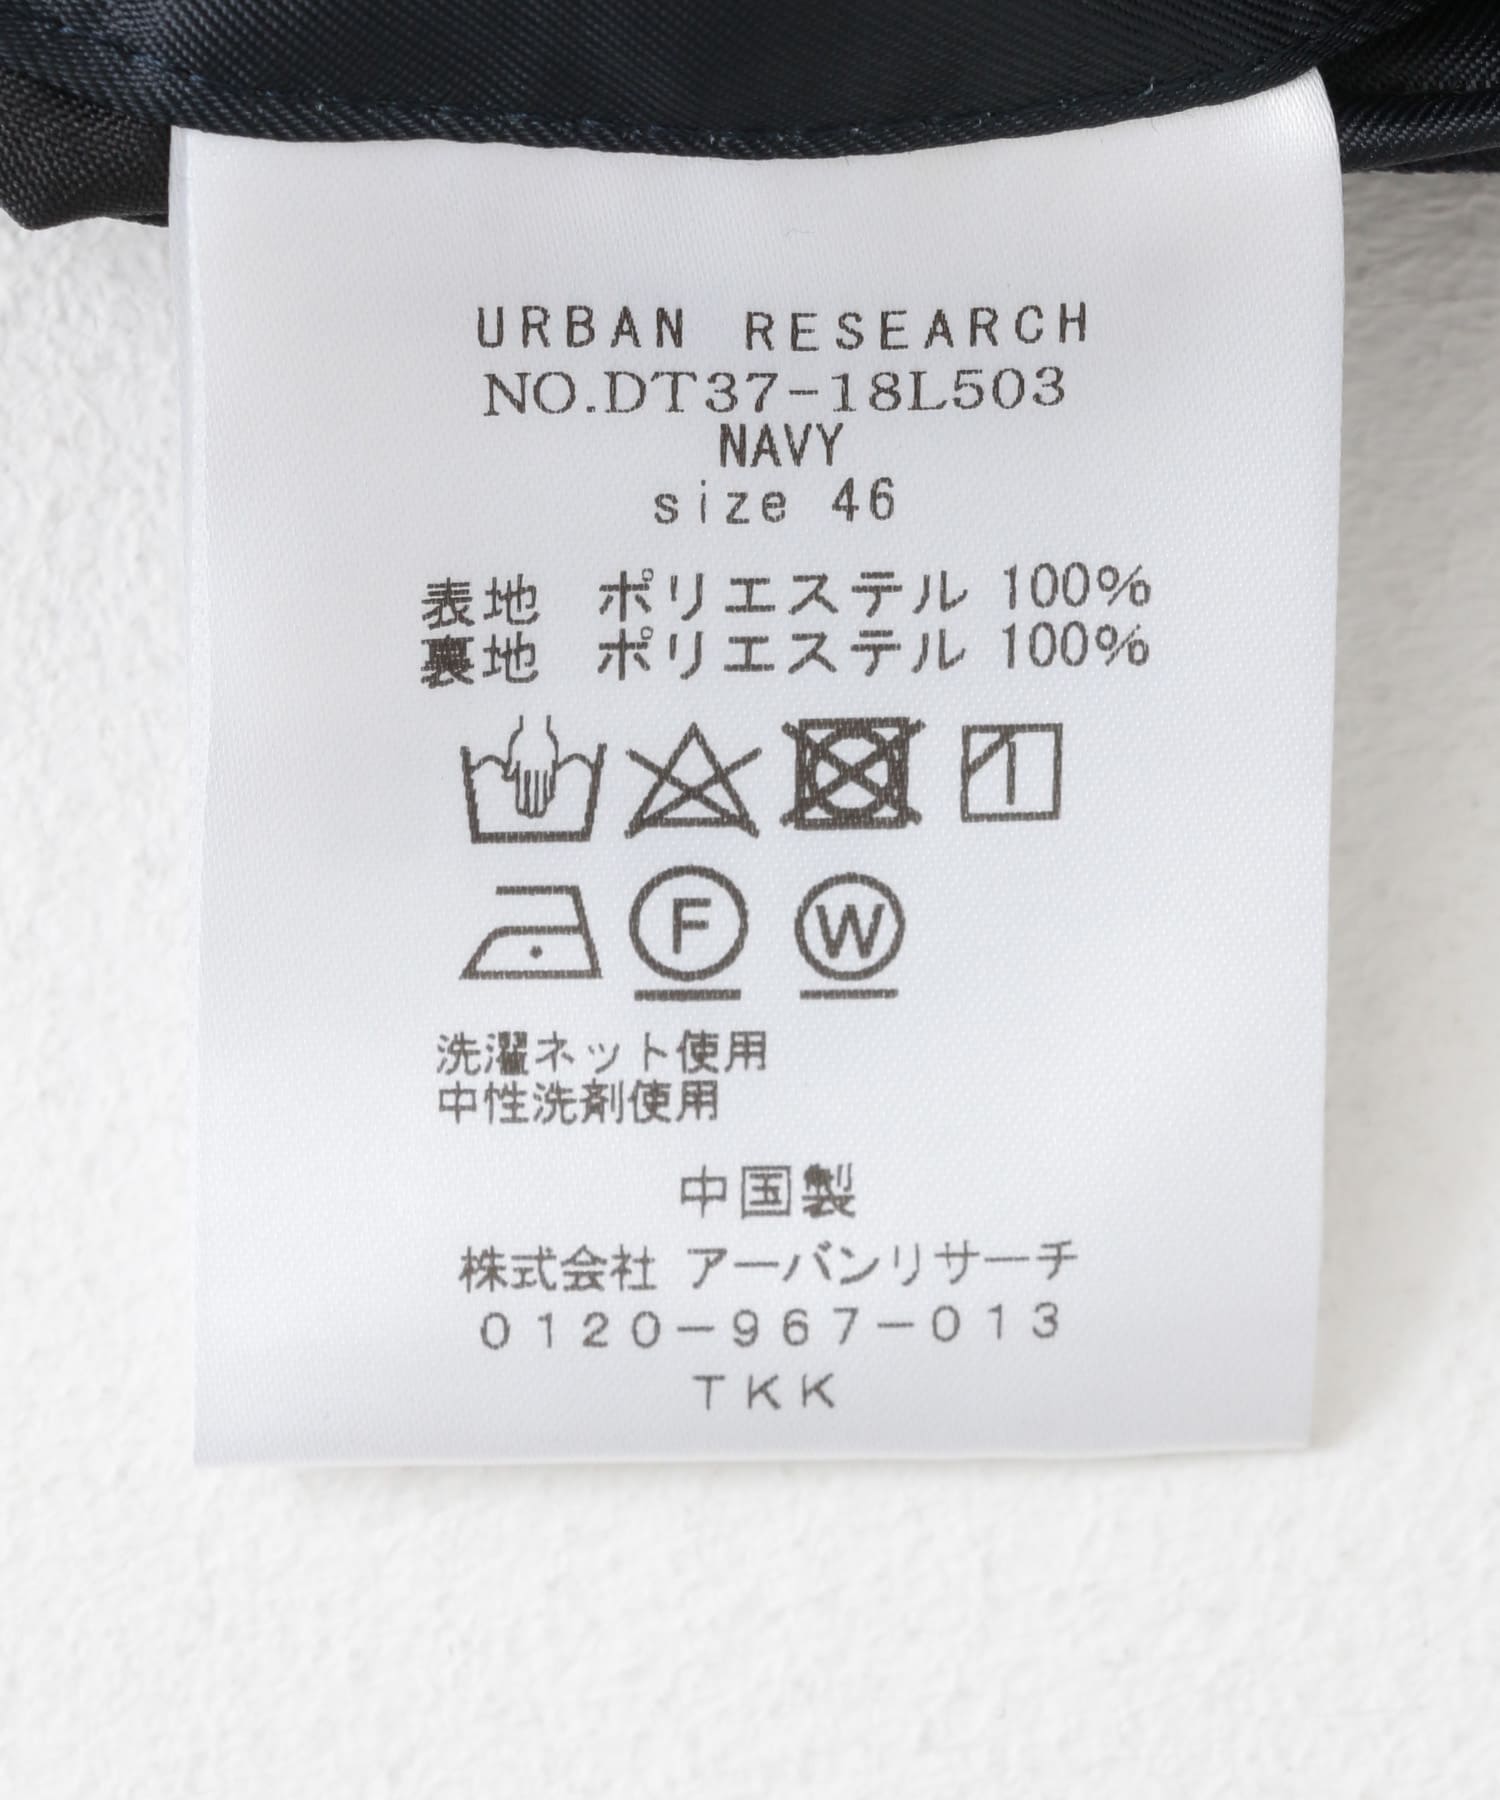 URBAN RESEARCH
NO.DT37-18L503
NAVY
size 46
表地 ポリエステル 100%
裏地 ポリエステル 100%
F W
洗濯ネット使用
中性洗剤使用
中国製
株式会社 アーバンリサーチ
0120-967-013
TKK